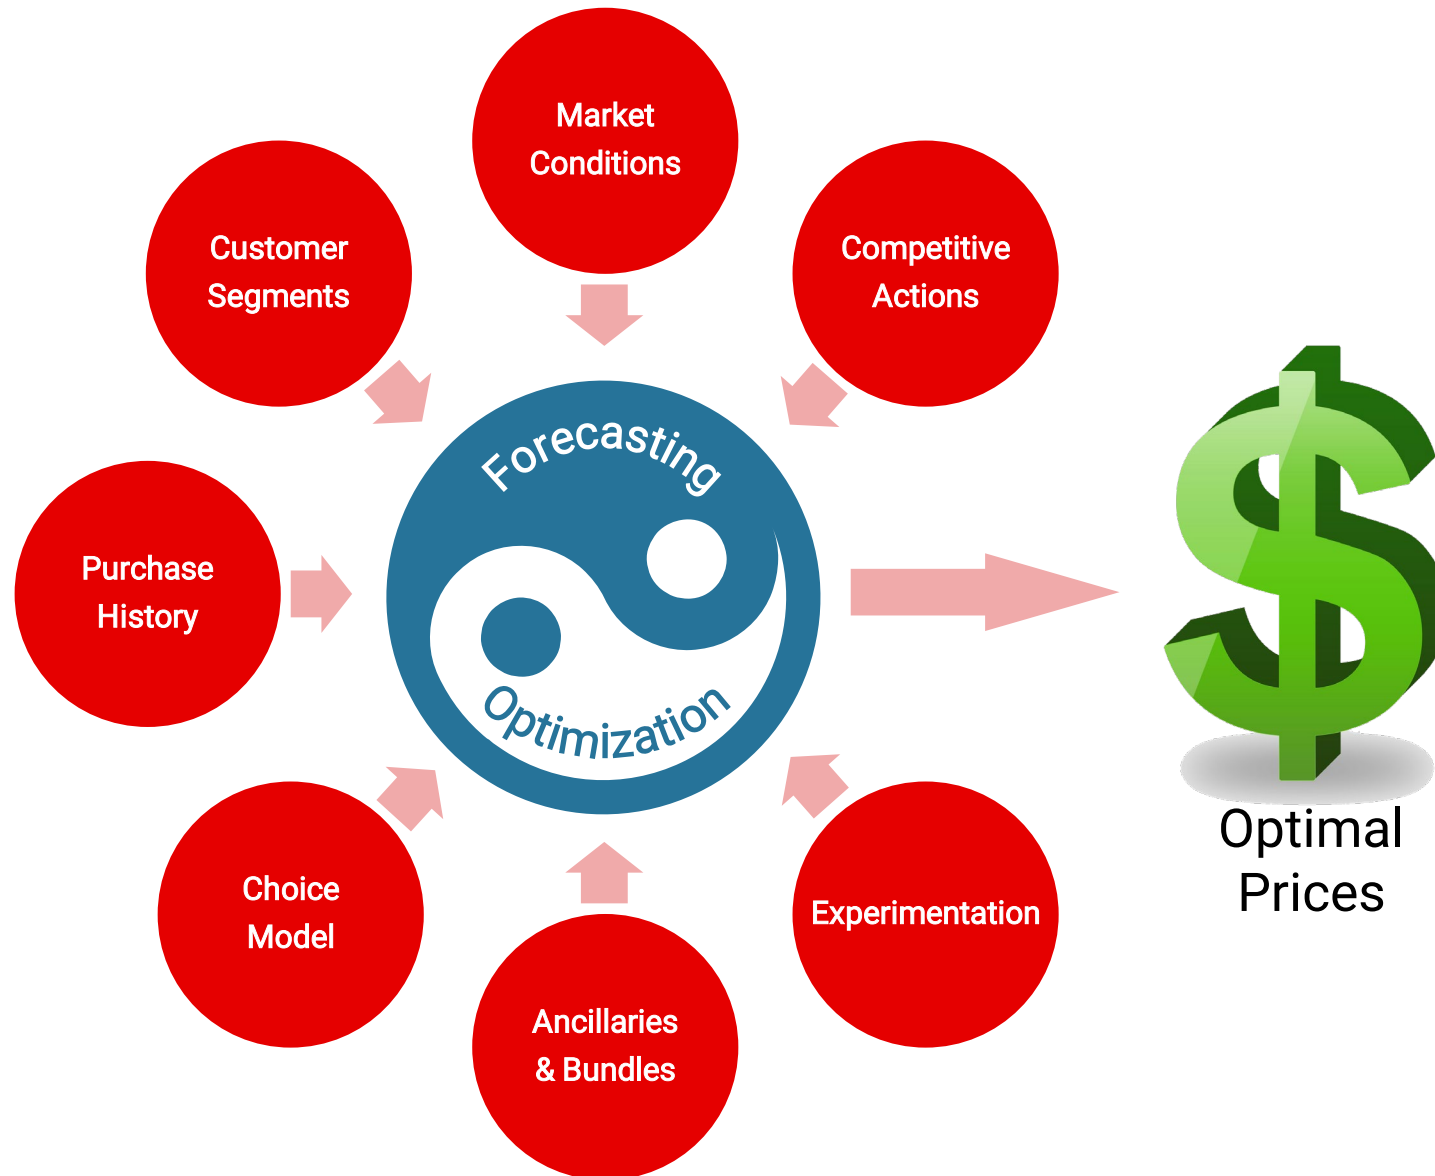 Market
Conditions
Customer
Segments
Competitive
Actions
Forecasting
Purchase
History
Optimization
Choice
Model
Experimentation
Ancillaries
& Bundles
Optimal
Prices